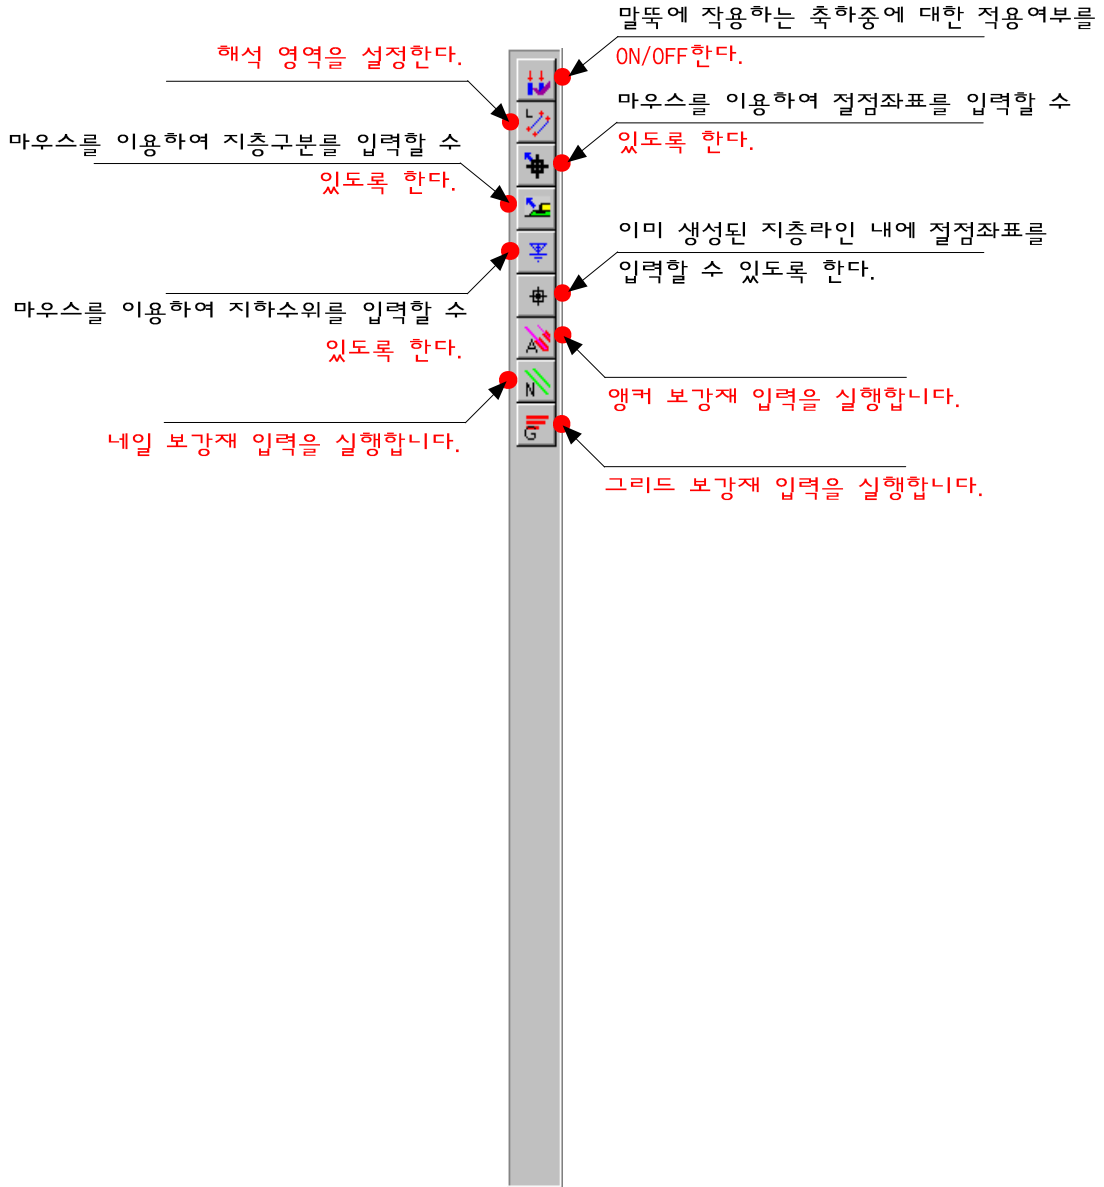 말뚝에 작용하는 축하중에 대한 적용여부를
ON/OFF한다.
해석 영역을 설정한다.
마우스를 이용하여 절점좌표를 입력할 수
있도록 한다.
마우스를 이용하여 지층구분를 입력할 수
있도록 한다.
이미 생성된 지층라인 내에 절점좌표를
입력할 수 있도록 한다.
마우스를 이용하여 지하수위를 입력할 수
있도록 한다.
앵커 보강재 입력을 실행합니다.
네일 보강재 입력을 실행합니다.
그리드 보강재 입력을 실행합니다.
L
A
N
G